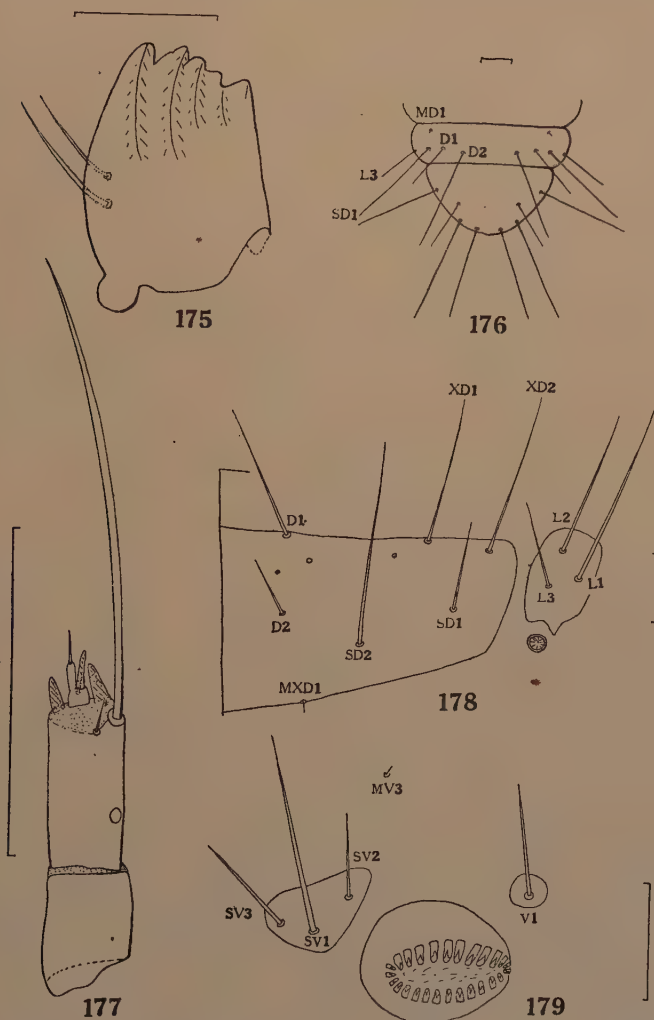 MD1
D1
D2
L3
SD1
175
176
XD1
XD2
D1
L2
L1
L3
D2
SD2
SD1
MXD1
178
MV3
SV2
SV3
SV1
V1
177
179